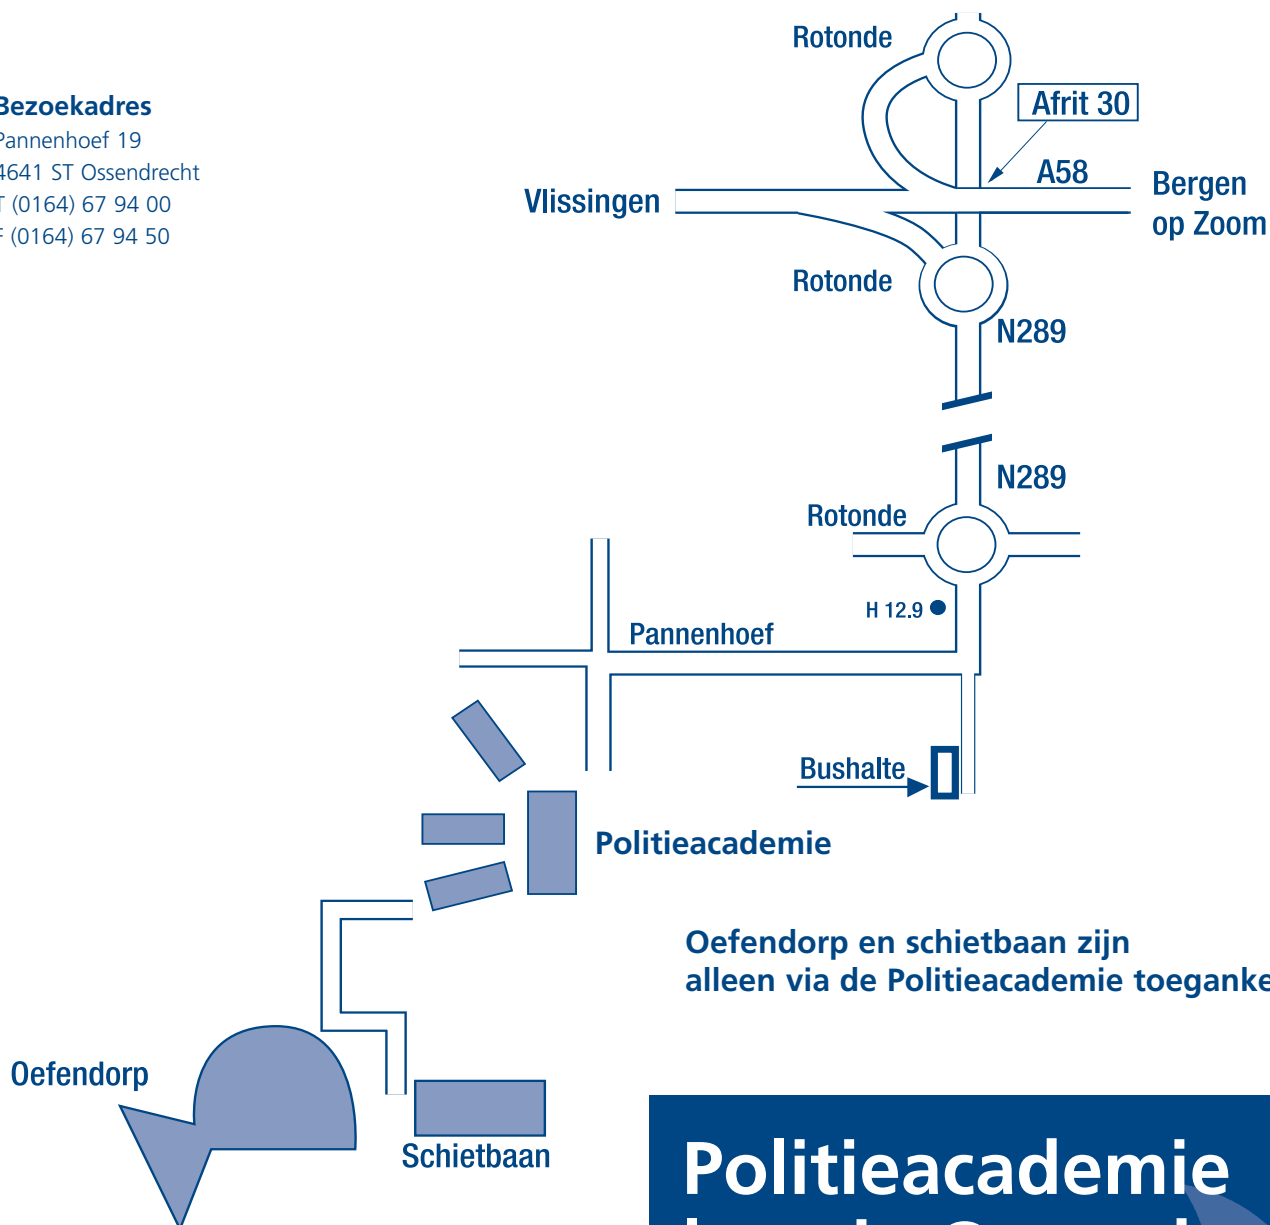 Bezoekadres
Pannenhoef 19
4641 ST Ossendrecht
T (0164) 67 94 00
F (0164) 67 94 50
Rotonde
Afrit 30
A58
Vlissingen
Bergen
op Zoom
Rotonde
N289
N289
Rotonde
H 12.9
Pannenhoef
Bushalte
Politieacademie
Oefendorp en schietbaan zijn
alleen via de Politieacademie toeganke
Oefendorp
Schietbaan
Politieacademie